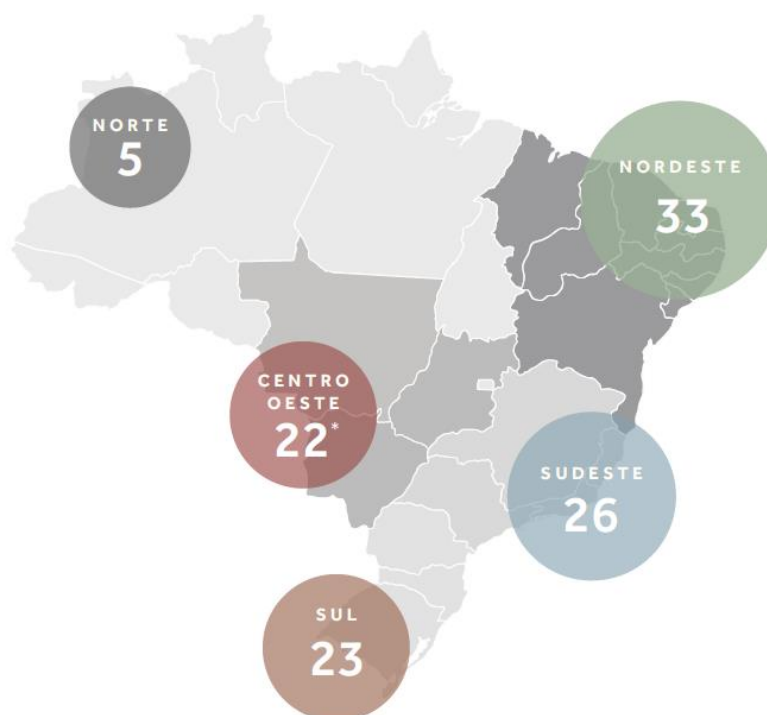 NORTE
5
NORDESTE
33
CENTRO
OESTE
22*
SUDESTE
26
SUL
23